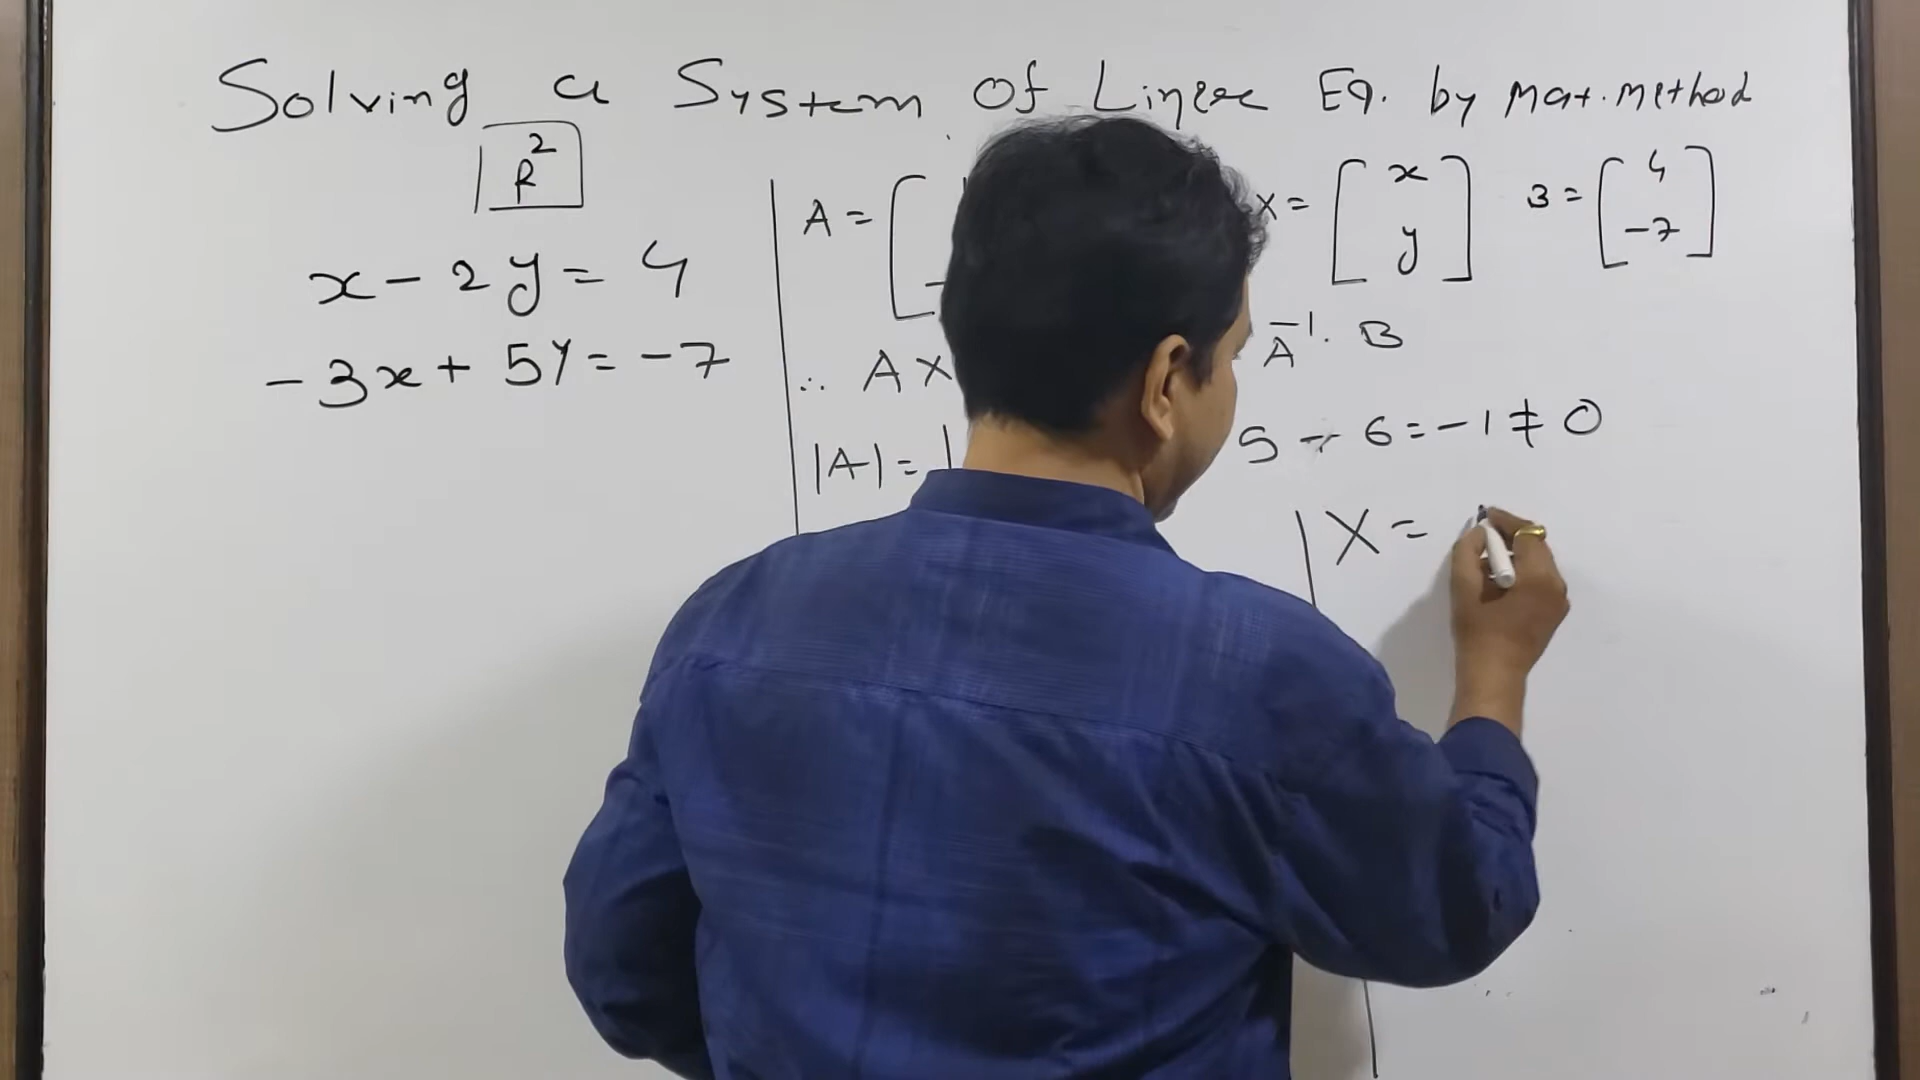 Solving a System Of Linear Eq. by Mat. method
R²
x - 2y = 4
-3x + 5y = -7
A = [
X = [ x y ]
B = [ 4 -7 ]
∴ AX
A⁻¹. B
|A| = |
5 - 6 = -1 ≠ 0
X =